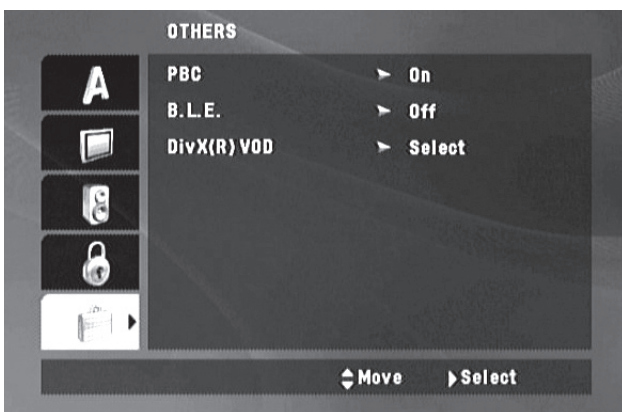 OTHERS
PBC ➤ On
B.L.E. ➤ Off
DivX(R) VOD ➤ Select
A
Move Select